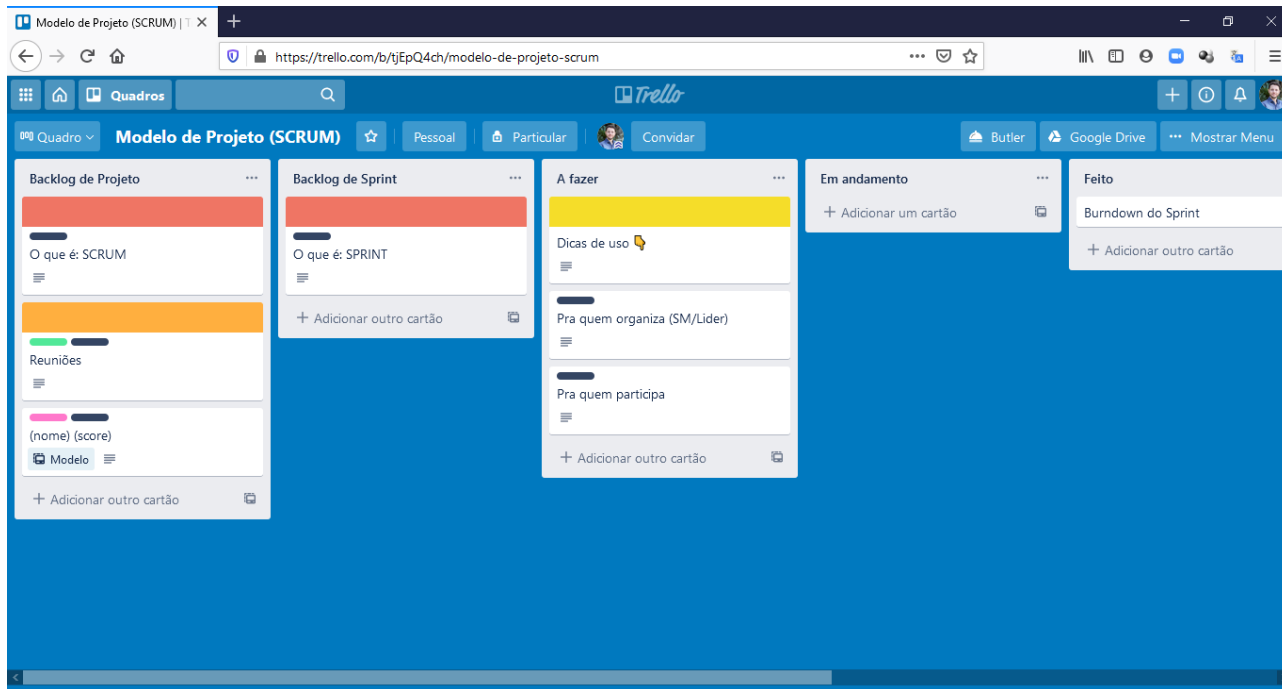 Modelo de Projeto (SCRUM) | T
https://trello.com/b/tjEpQ4ch/modelo-de-projeto-scrum
Quadros
Trello
Quadro
Modelo de Projeto (SCRUM)
Pessoal
Particular
Convidar
Butler
Google Drive
Mostrar Menu
Backlog de Projeto
O que é: SCRUM
Reuniões
(nome) (score)
Modelo
+ Adicionar outro cartão
Backlog de Sprint
O que é: SPRINT
+ Adicionar outro cartão
A fazer
Dicas de uso 👇
Pra quem organiza (SM/Lider)
Pra quem participa
+ Adicionar outro cartão
Em andamento
+ Adicionar um cartão
Feito
Burndown do Sprint
+ Adicionar outro cartão